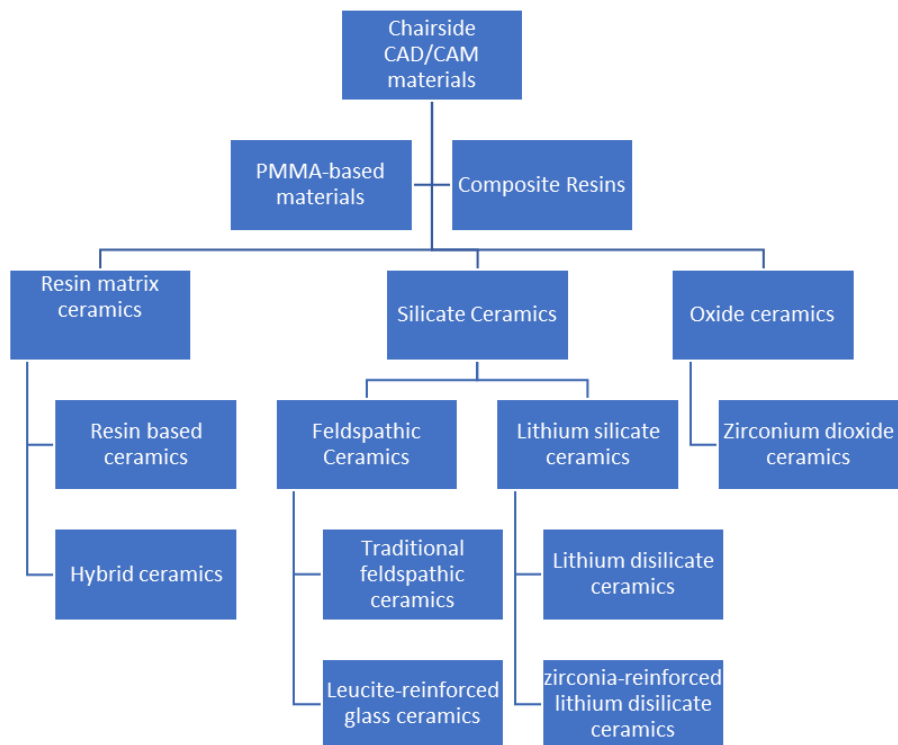 Chairside
CAD/CAM
materials
PMMA-based
materials
Composite Resins
Resin matrix
ceramics
Silicate Ceramics
Oxide ceramics
Resin based
ceramics
Feldspathic
Ceramics
Lithium silicate
ceramics
Zirconium dioxide
ceramics
Hybrid ceramics
Traditional
feldspathic
ceramics
Lithium disilicate
ceramics
Leucite-reinforced
glass ceramics
zirconia-reinforced
lithium disilicate
ceramics